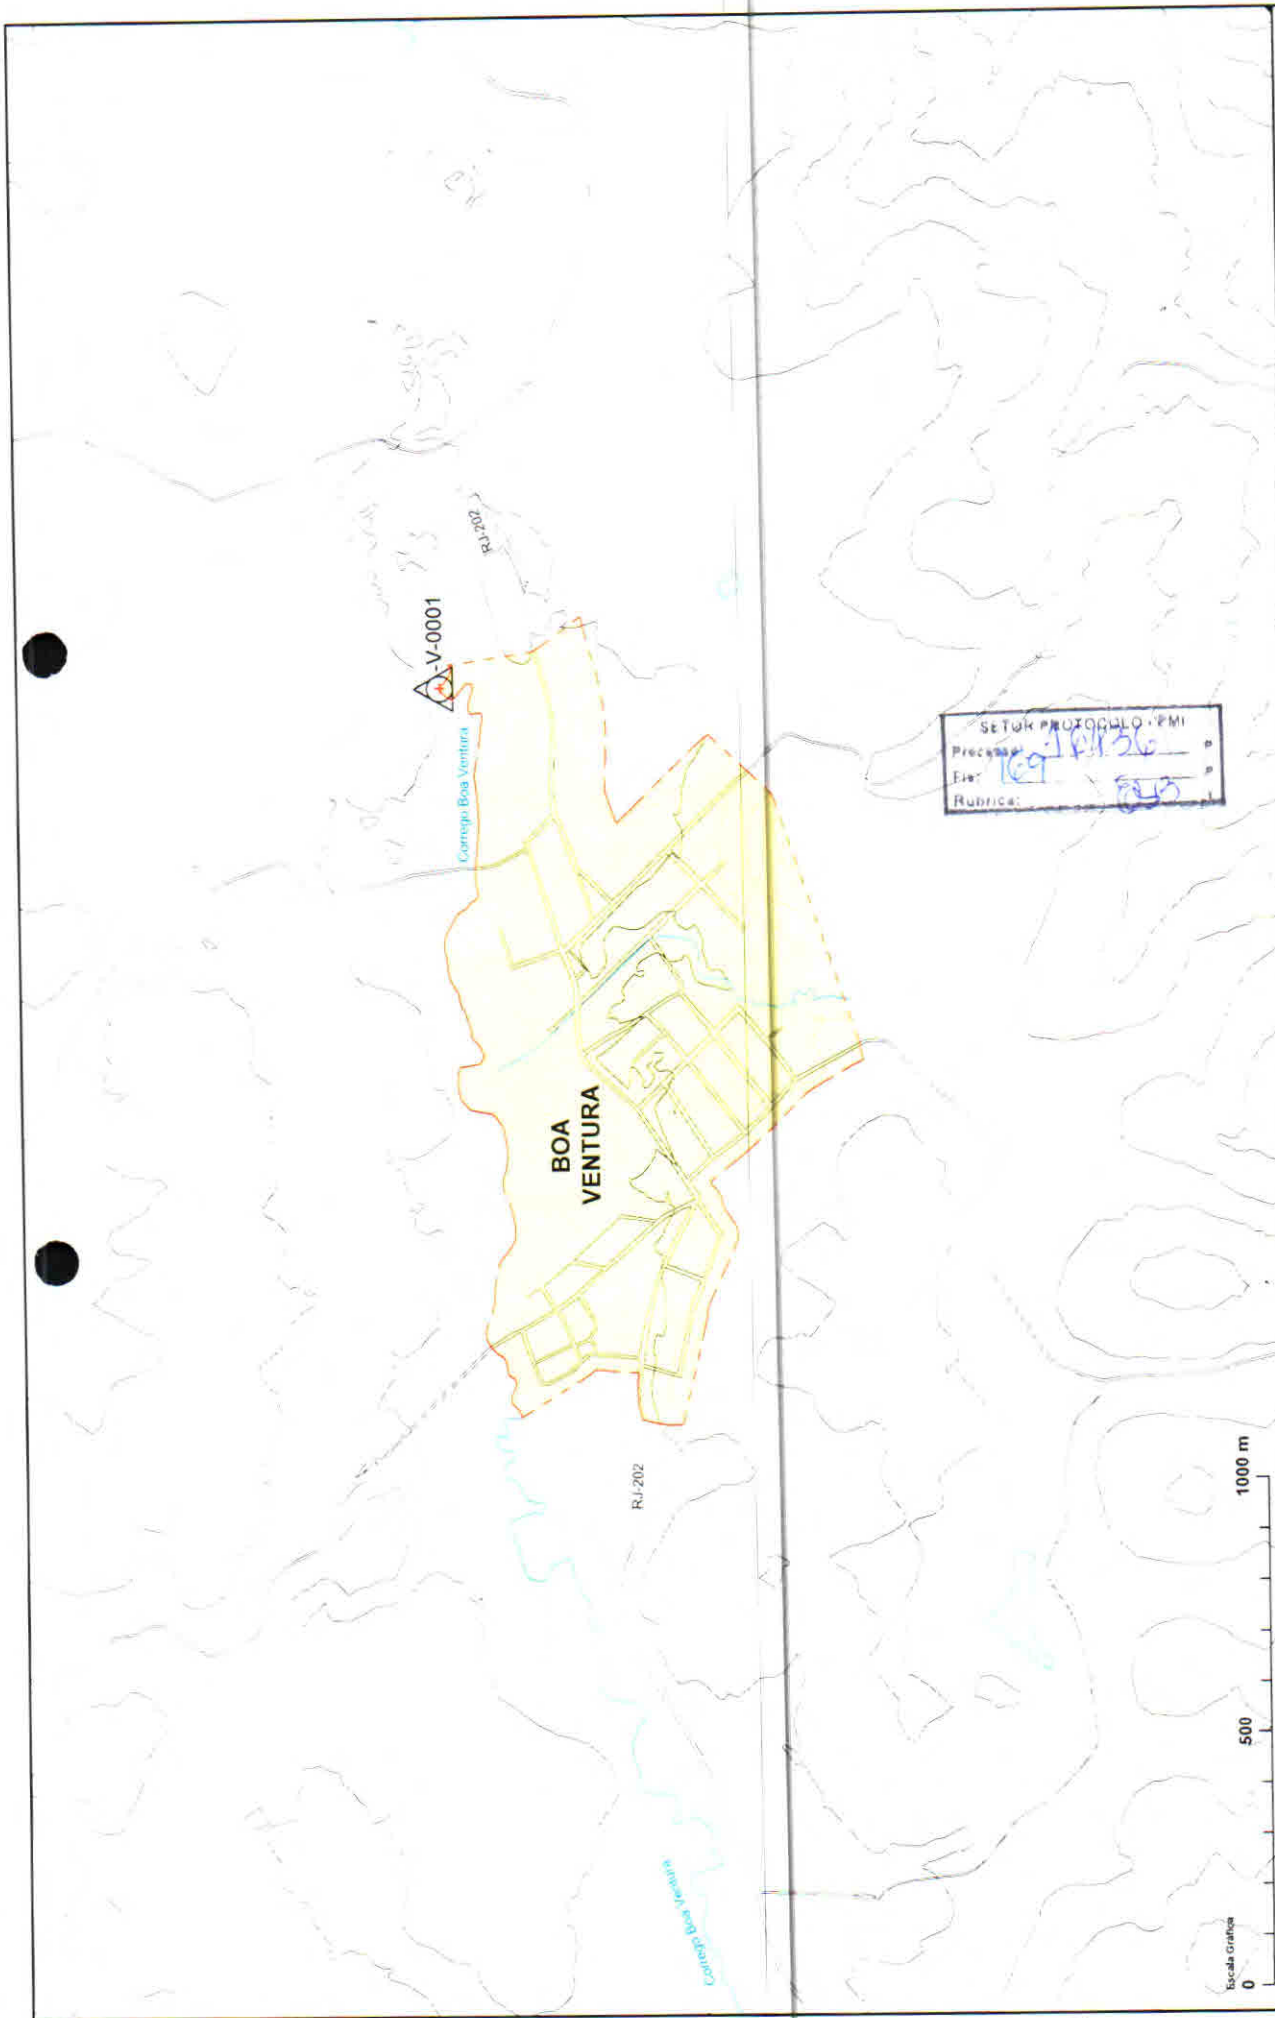 -V-0001
RJ-202
Corrego Boa Ventura
BOA
VENTURA
RJ-202
Corrego Boa Ventura
SETOR PROTOCOLO - PMI
Processo:
Fls: 169
Rubrica:
Escala Gráfica
0 500 1000 m